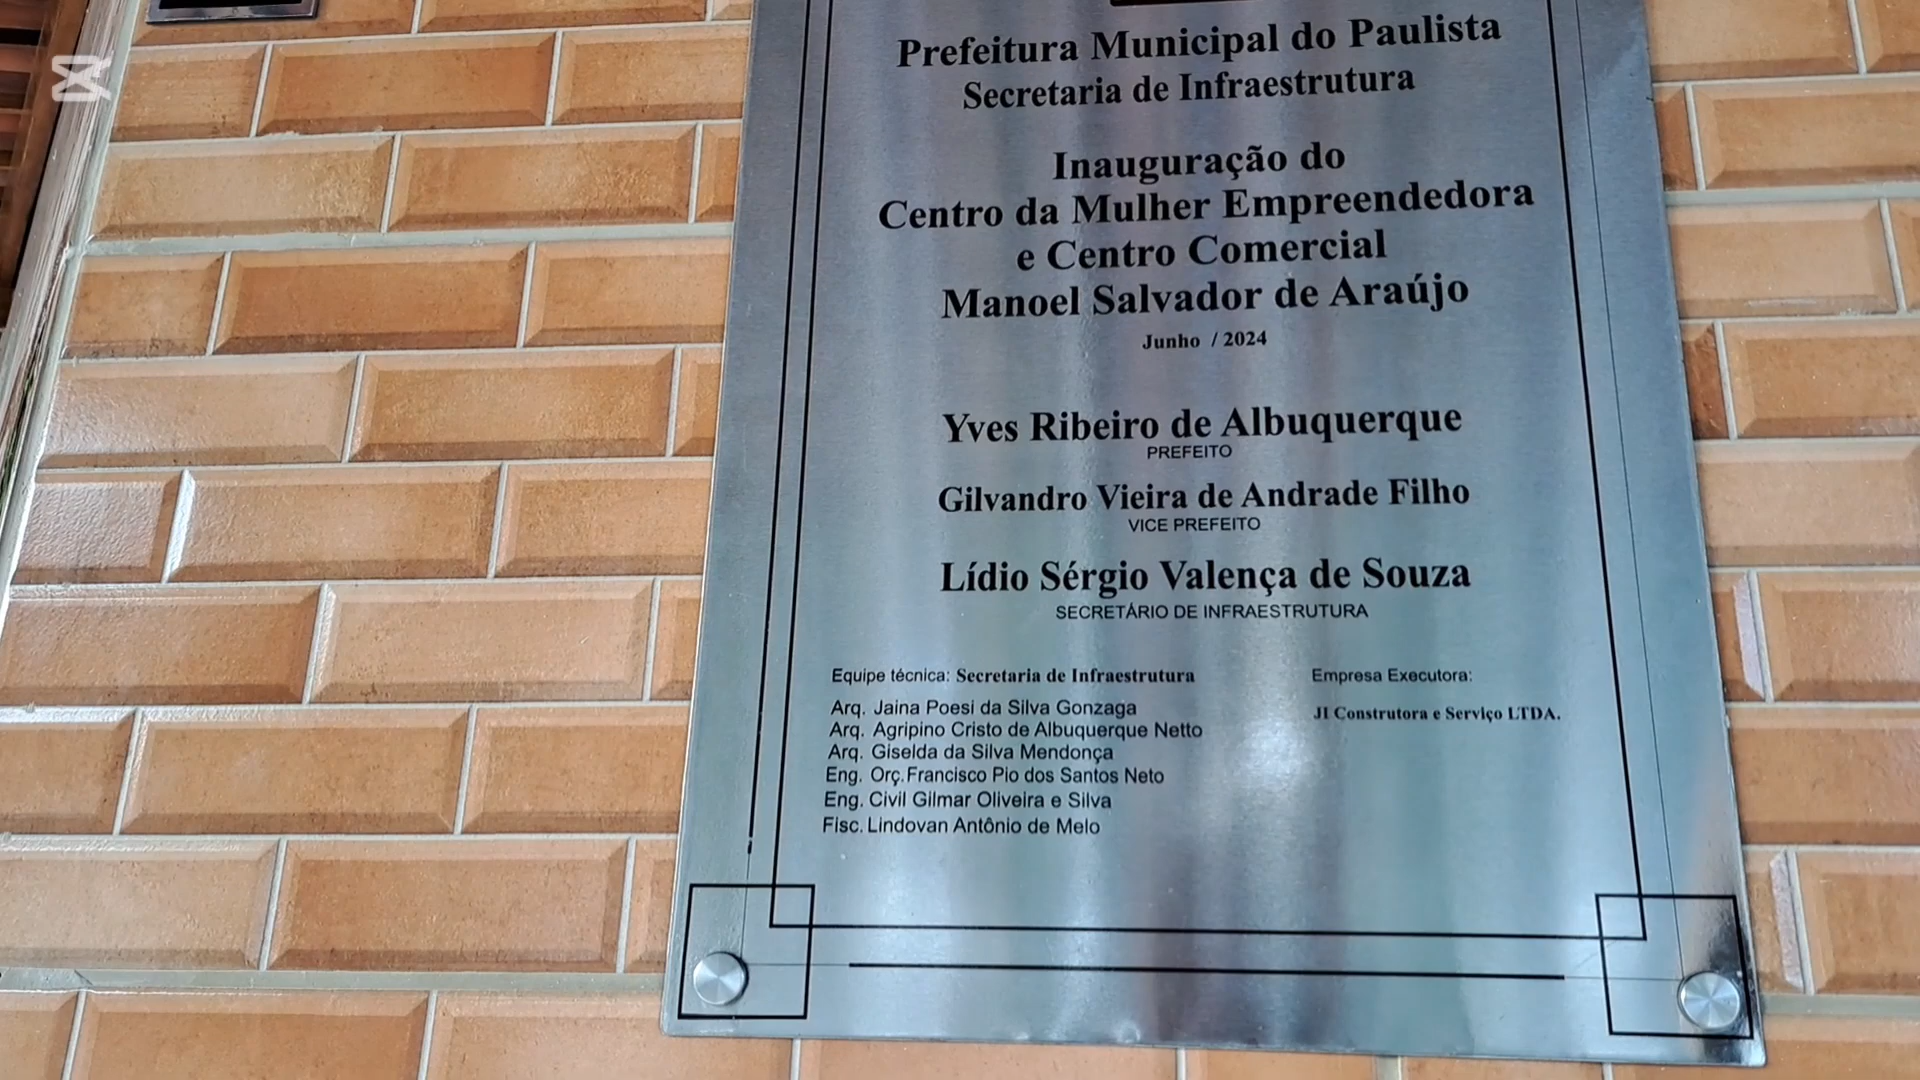 Prefeitura Municipal do Paulista
Secretaria de Infraestrutura
Inauguração do
Centro da Mulher Empreendedora
e Centro Comercial
Manoel Salvador de Araújo
Junho / 2024
Yves Ribeiro de Albuquerque
PREFEITO
Gilvandro Vieira de Andrade Filho
VICE PREFEITO
Lídio Sérgio Valença de Souza
SECRETÁRIO DE INFRAESTRUTURA
Equipe técnica: Secretaria de Infraestrutura
Arq. Jaina Poesi da Silva Gonzaga
Arq. Agripino Cristo de Albuquerque Netto
Arq. Giselda da Silva Mendonça
Eng. Orç. Francisco Pio dos Santos Neto
Eng. Civil Gilmar Oliveira e Silva
Fisc. Lindovan Antônio de Melo
Empresa Executora:
JI Construtora e Serviço LTDA.